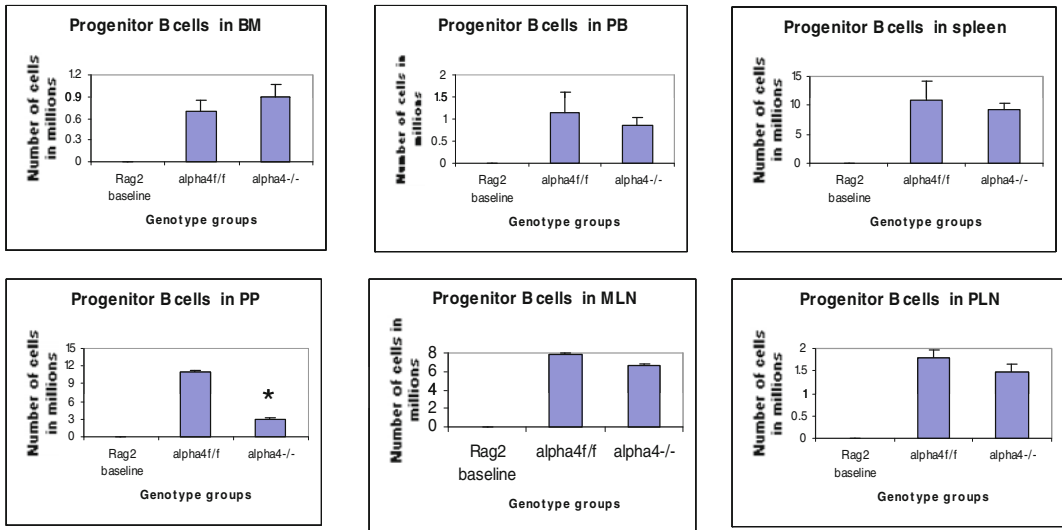 Progenitor B cells in BM
Number of cells
in millions
1.2
0.9
0.6
0.3
0
Rag2
baseline
alpha4f/f
alpha4-/-
Genotype groups
Progenitor B cells in PB
Number of cells in
millions
2
1.5
1
0.5
0
Rag2
baseline
alpha4f/f
alpha4-/-
Genotype groups
Progenitor B cells in spleen
Number of cells
in millions
15
10
5
0
Rag2
baseline
alpha4f/f
alpha4-/-
Genotype groups
Progenitor B cells in PP
Number of cells
in millions
15
12
9
6
3
0
*
Rag2
baseline
alpha4f/f
alpha4-/-
Genotype groups
Progenitor B cells in MLN
Number of cells in
millions
8
6
4
2
0
Rag2
baseline
alpha4f/f
alpha4-/-
Genotype groups
Progenitor B cells in PLN
Number of cells
in millions
2
1.5
1
0.5
0
Rag2
baseline
alpha4f/f
alpha4-/-
Genotype groups